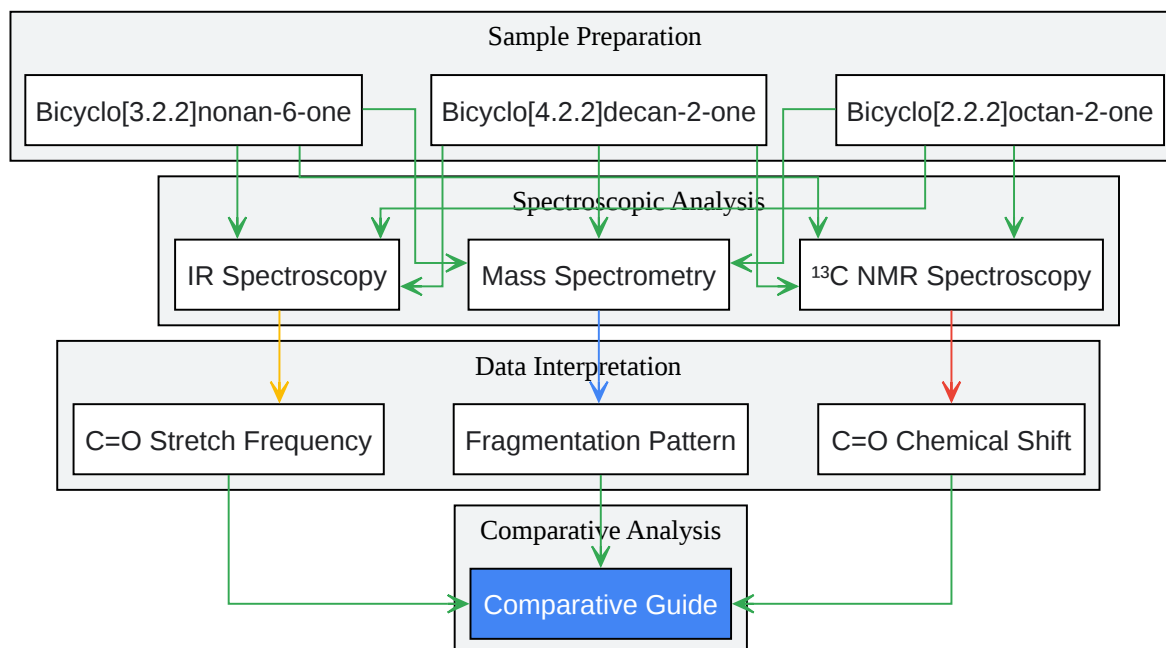 Sample Preparation
Bicyclo[3.2.2]nonan-6-one
Bicyclo[4.2.2]decan-2-one
Bicyclo[2.2.2]octan-2-one
Spectroscopic Analysis
IR Spectroscopy
Mass Spectrometry
¹³C NMR Spectroscopy
Data Interpretation
C=O Stretch Frequency
Fragmentation Pattern
C=O Chemical Shift
Comparative Analysis
Comparative Guide